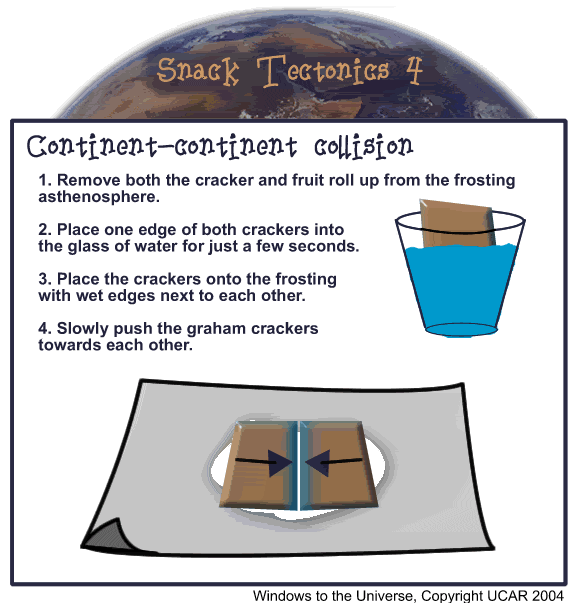 Snack Tectonics 4
Continent-continent collision
1. Remove both the cracker and fruit roll up from the frosting
asthenosphere.
2. Place one edge of both crackers into
the glass of water for just a few seconds.
3. Place the crackers onto the frosting
with wet edges next to each other.
4. Slowly push the graham crackers
towards each other.
Windows to the Universe, Copyright UCAR 2004